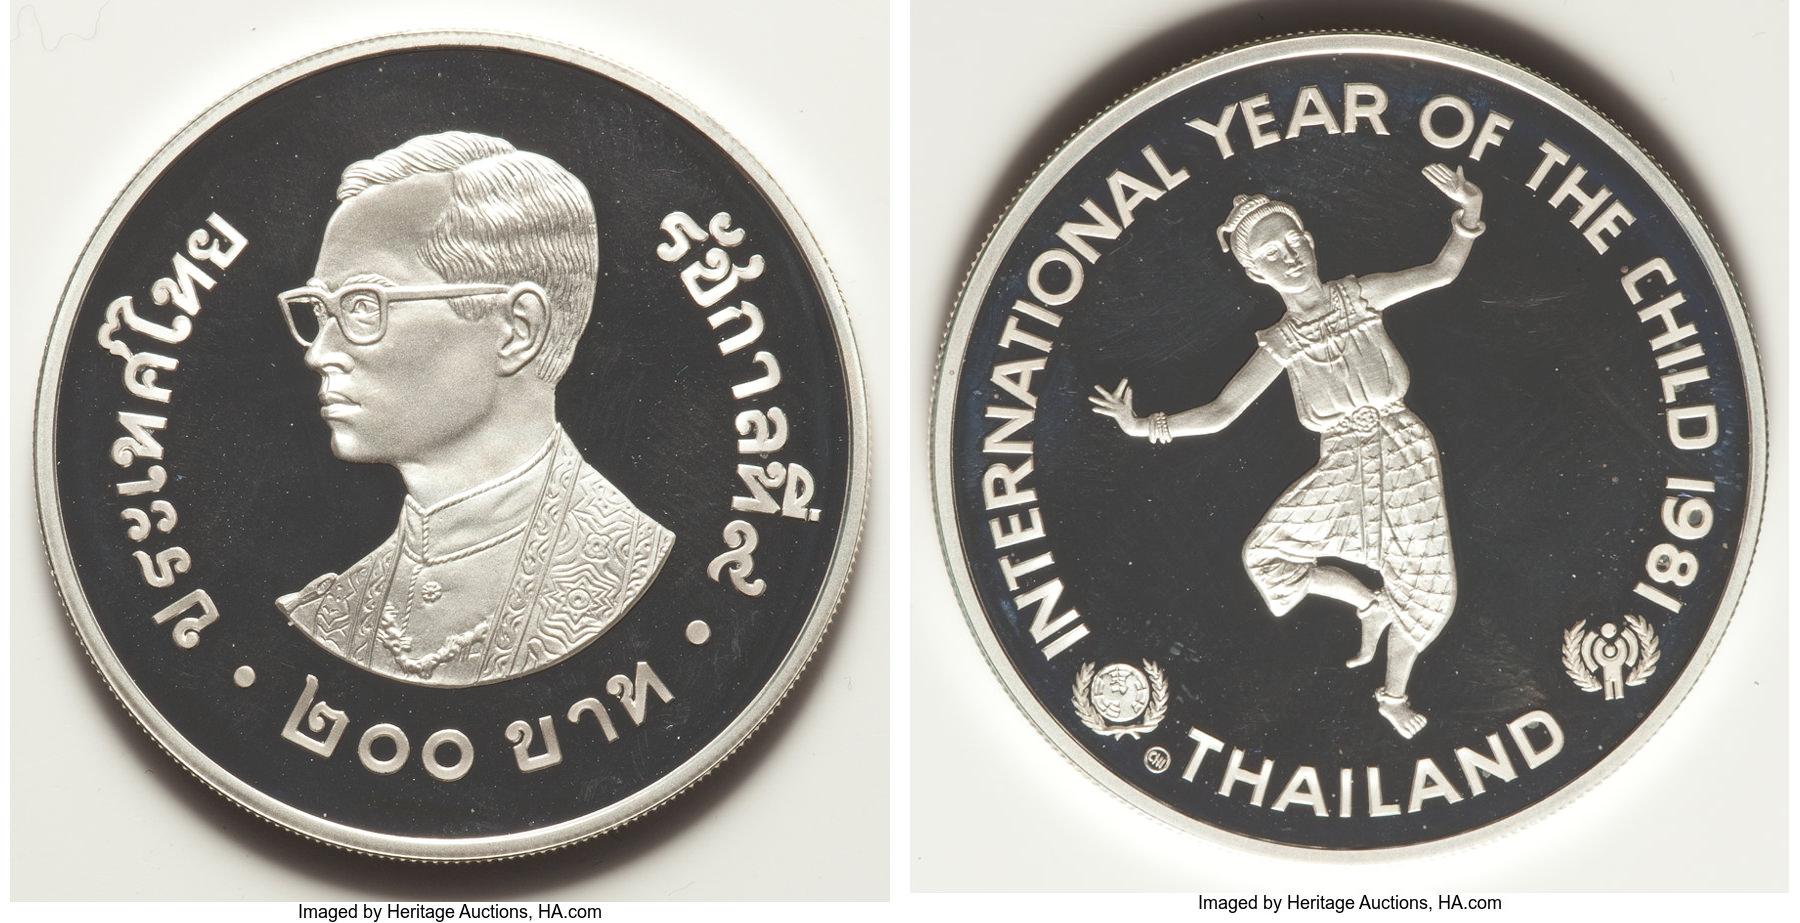 ประเทศไทย
รัชกาลที่ ๙
• ๒๐๐ บาท •
INTERNATIONAL YEAR OF THE CHILD 1981
CHI
THAILAND
Imaged by Heritage Auctions, HA.com
Imaged by Heritage Auctions, HA.com